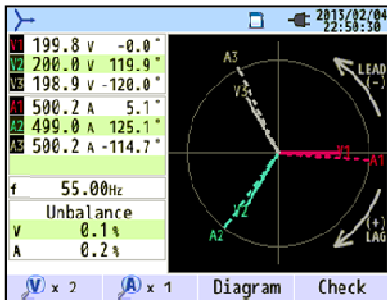 2013/02/04
22:50:30
V1 199.8 V -0.0°
V2 200.0 V 119.9°
V3 198.9 V -120.0°
A1 500.2 A 5.1°
A2 499.0 A 125.1°
A3 500.2 A -114.7°
f 55.00Hz
Unbalance
V 0.1%
A 0.2%
A3
V3
LEAD
(-)
V1
A1
V2
A2
(+)
LAG
V x 2
A x 1
Diagram
Check